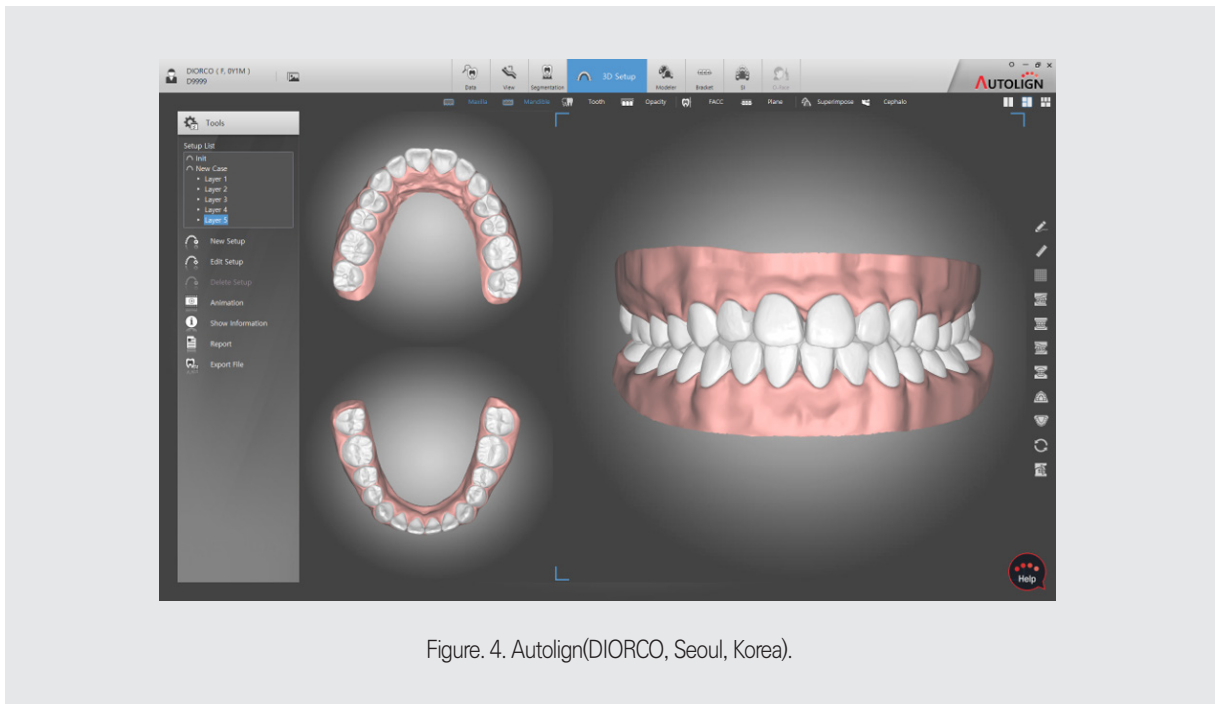 DIORCO ( F, 0Y1M )
D9999
Data
View
Segmentation
3D Setup
Modeler
Bracket
AUTOLIGN
Maxilla
Mandible
Tooth
Opacity
FACC
Plane
Superimpose
Cephalo
Tools
Setup List
Init
New Case
Layer 1
Layer 2
Layer 3
Layer 4
Layer 5
New Setup
Edit Setup
Delete Setup
Animation
Show Information
Report
Export File
Help
Figure. 4. Autolign(DIORCO, Seoul, Korea).